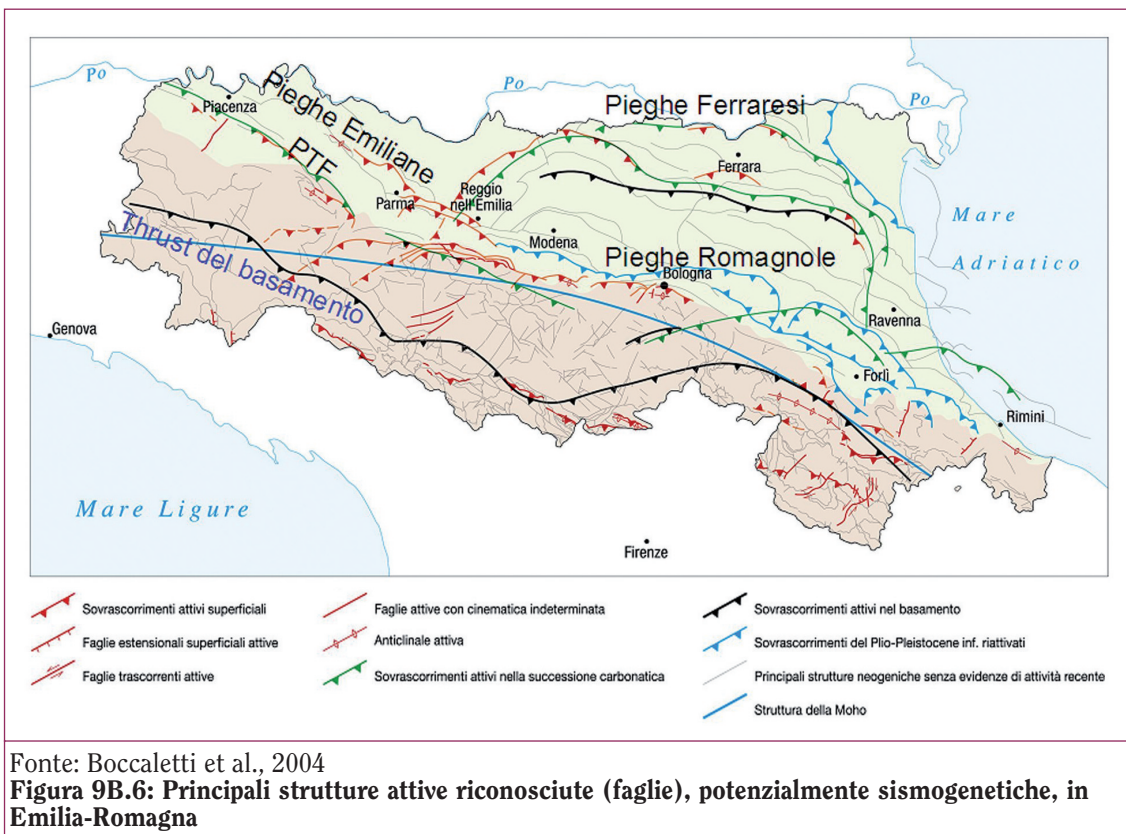 Po
Po
Po
Piacenza
Pieghe Emiliane
PTF
Pieghe Ferraresi
Ferrara
Parma
Reggio
nell'Emilia
Modena
Mare
Adriatico
Thrust del basamento
Pieghe Romagnole
Bologna
Ravenna
Genova
Forlì
Rimini
Mare Ligure
Firenze
Sovrascorrimenti attivi superficiali
Faglie estensionali superficiali attive
Faglie trascorrenti attive
Faglie attive con cinematica indeterminata
Anticlinale attiva
Sovrascorrimenti attivi nella successione carbonatica
Sovrascorrimenti attivi nel basamento
Sovrascorrimenti del Plio-Pleistocene inf. riattivati
Principali strutture neogeniche senza evidenze di attività recente
Struttura della Moho
Fonte: Boccaletti et al., 2004
Figura 9B.6: Principali strutture attive riconosciute (faglie), potenzialmente sismogenetiche, in
Emilia-Romagna